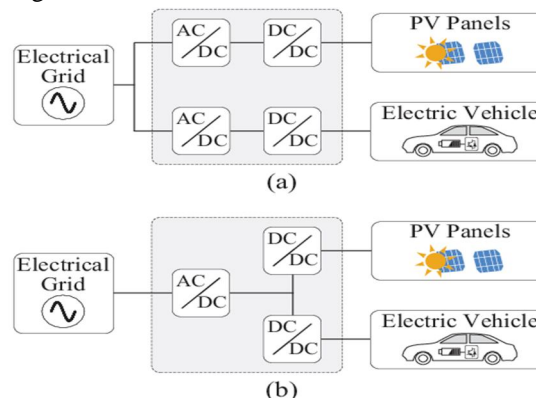 PV Panels
AC DC
DC DC
Electrical
Grid
Electric Vehicle
AC DC
DC DC
(a)
PV Panels
DC DC
Electrical
Grid
AC DC
Electric Vehicle
DC DC
(b)